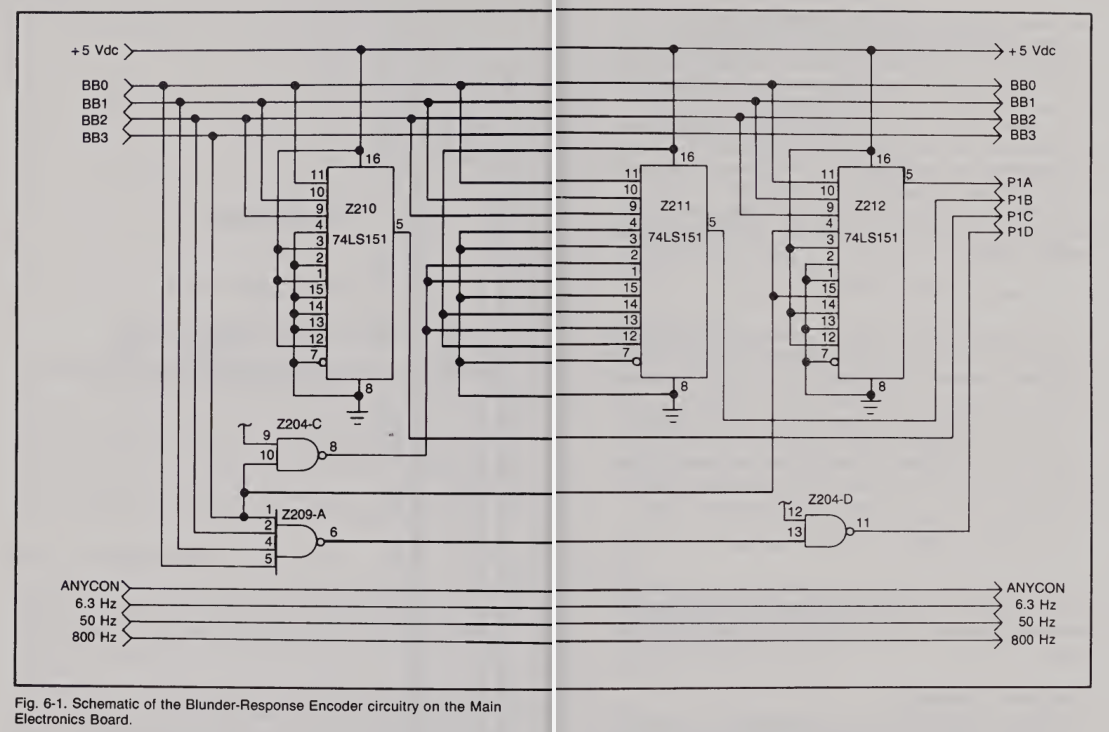 +5 Vdc
+5 Vdc
BB0
BB0
BB1
BB1
BB2
BB2
BB3
BB3
16
16
16
11
10
9
4
3
2
1
15
14
13
12
7
Z210
74LS151
5
8
11
10
9
4
3
2
1
15
14
13
12
7
Z211
74LS151
5
8
11
10
9
4
3
2
1
15
14
13
12
7
Z212
74LS151
5
8
P1A
P1B
P1C
P1D
Z204-C
9
10
8
Z209-A
1
2
4
5
6
Z204-D
12
13
11
ANYCON
ANYCON
6.3 Hz
6.3 Hz
50 Hz
50 Hz
800 Hz
800 Hz
Fig. 6-1. Schematic of the Blunder-Response Encoder circuitry on the Main
Electronics Board.